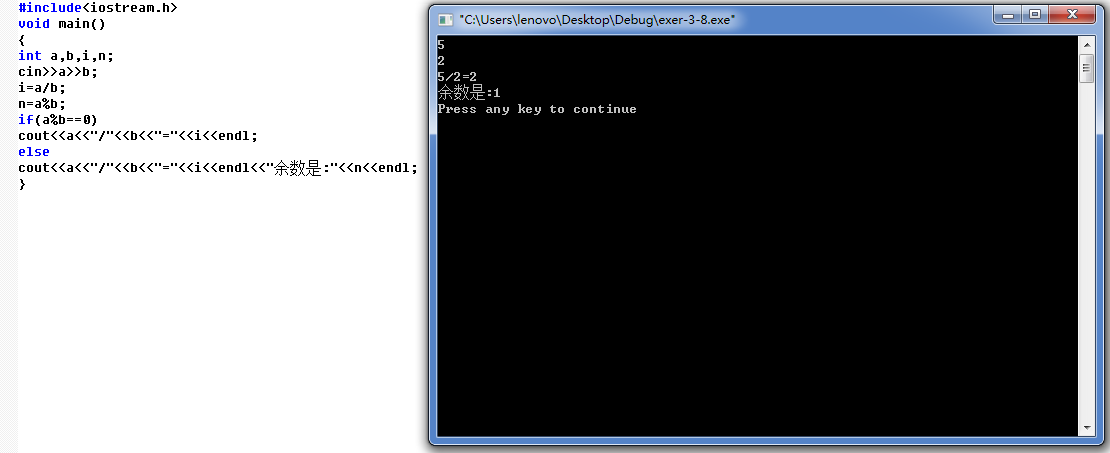 #include<iostream.h>
void main()
{
int a,b,i,n;
cin>>a>>b;
i=a/b;
n=a%b;
if(a%b==0)
cout<<a<<"/"<<b<<"="<<i<<endl;
else
cout<<a<<"/"<<b<<"="<<i<<endl<<"余数是:"<<n<<endl;
}
"C:\Users\lenovo\Desktop\Debug\exer-3-8.exe"
5
2
5/2=2
余数是:1
Press any key to continue